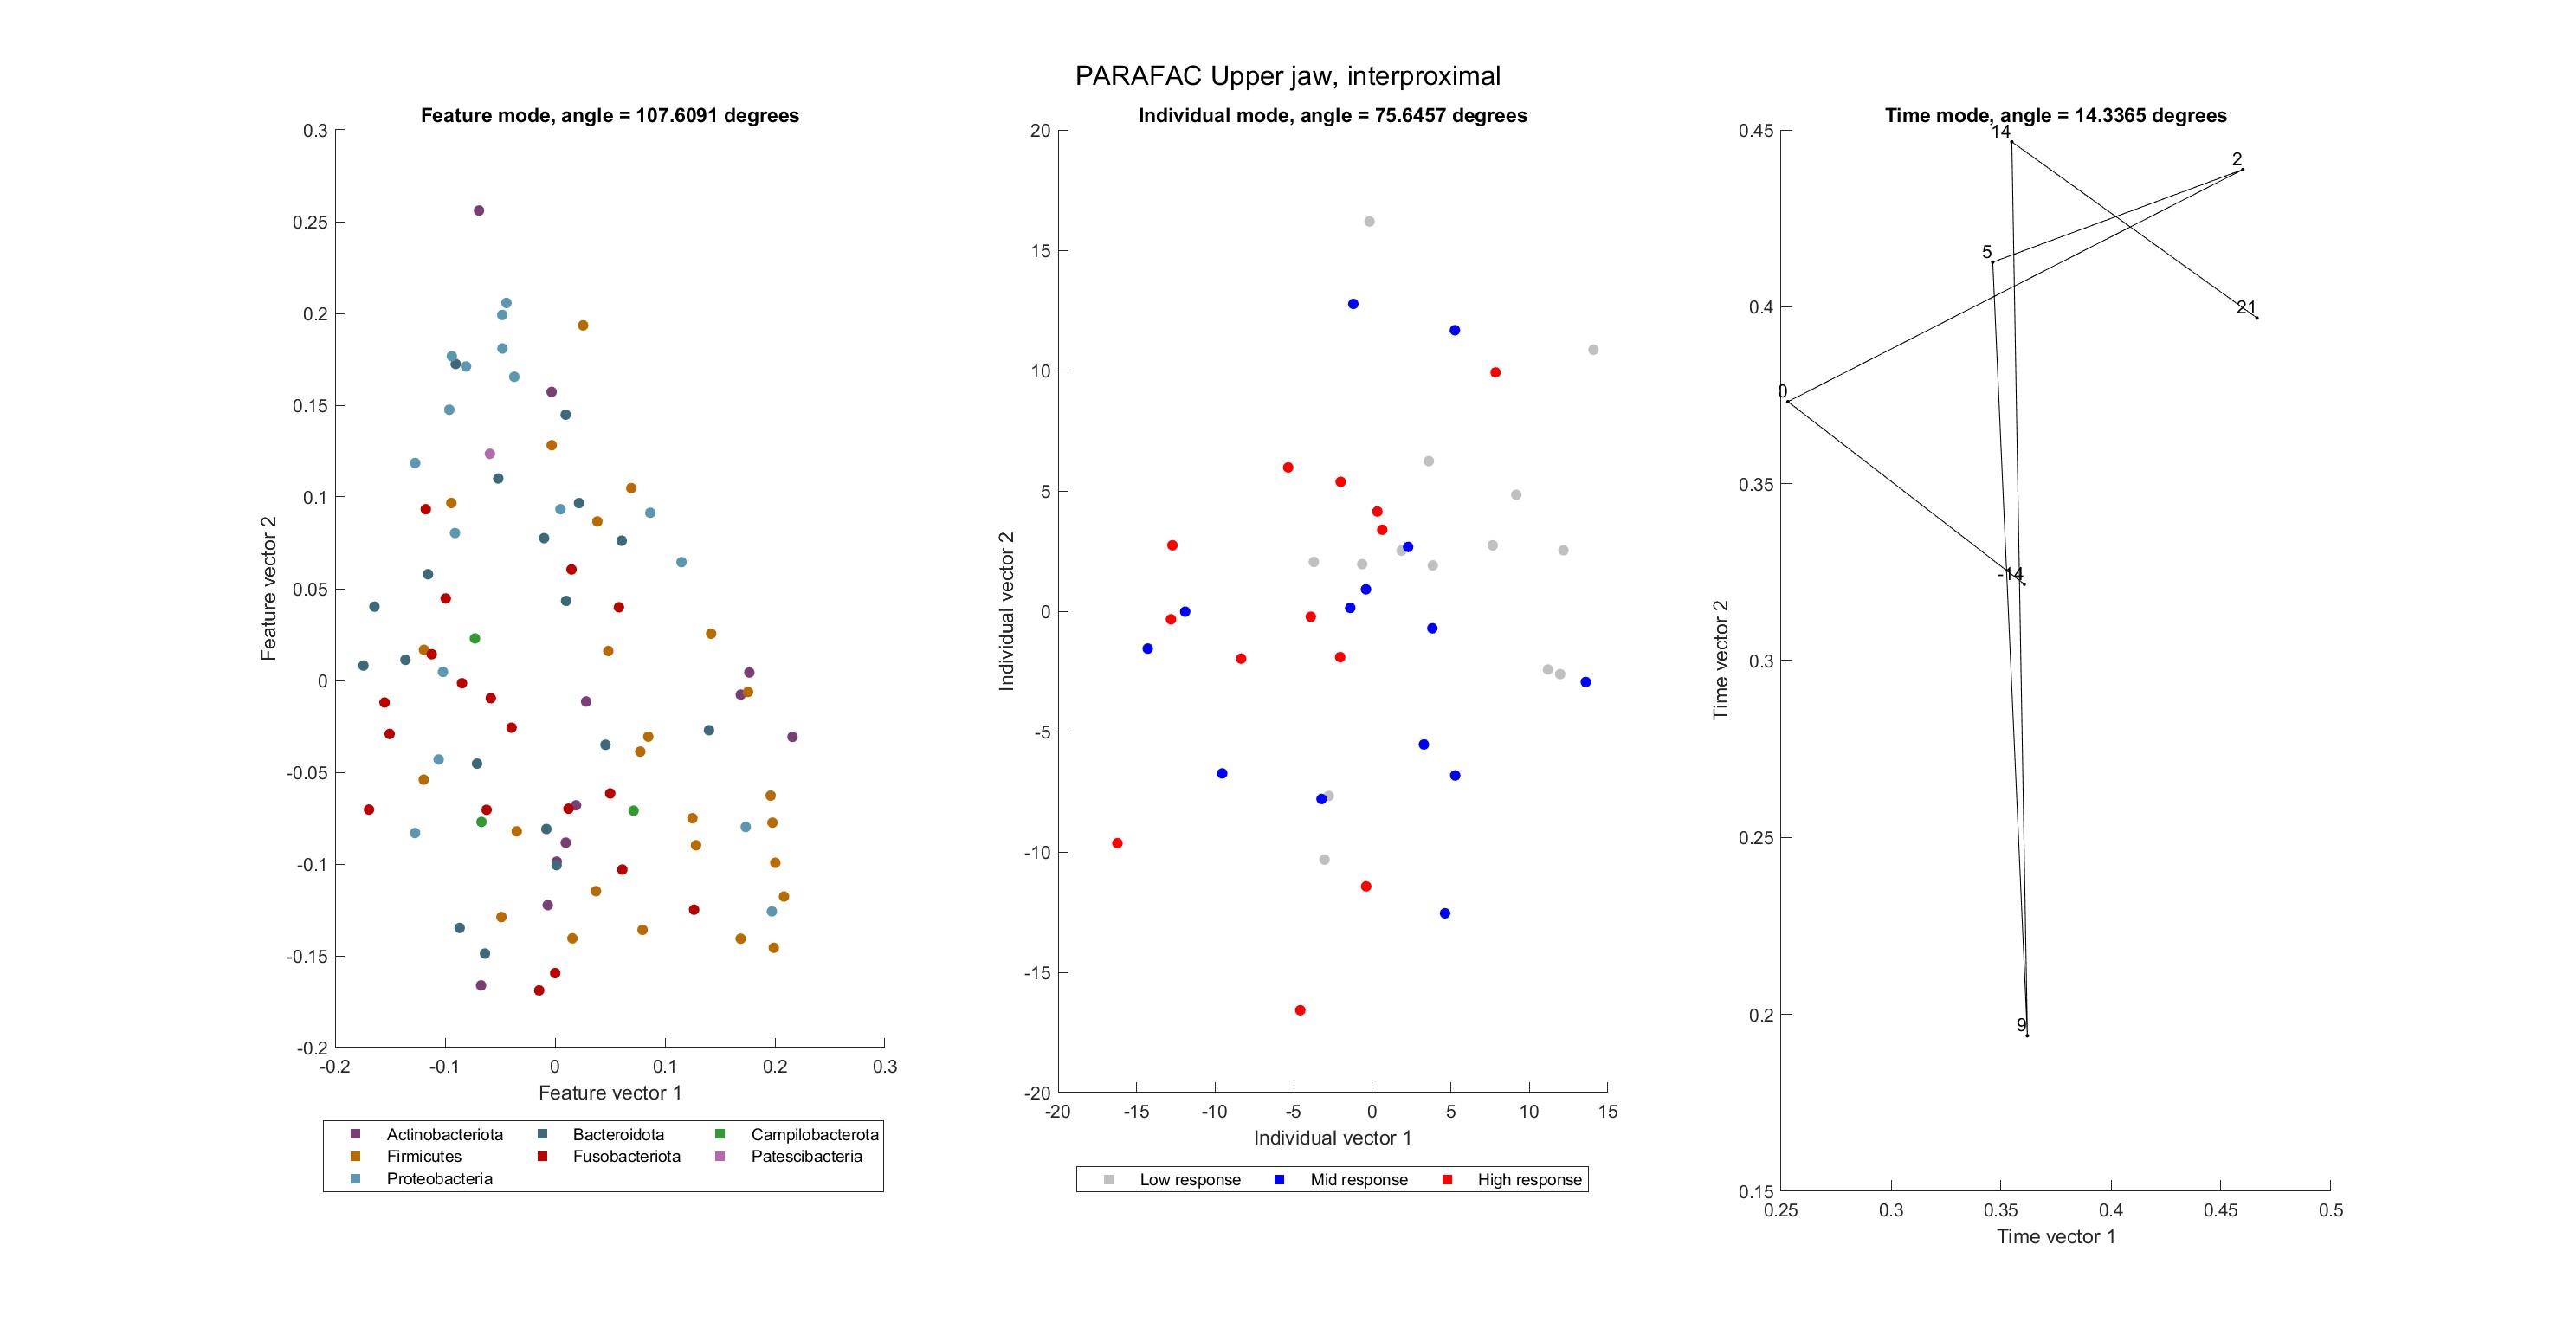 PARAFAC Upper jaw, interproximal
Feature mode, angle = 107.6091 degrees
0.3
0.25
0.2
0.15
0.1
0.05
0
-0.05
-0.1
-0.15
-0.2
-0.2 -0.1 0 0.1 0.2 0.3
Feature vector 2
Feature vector 1
Actinobacteriota Bacteroidota Campilobacterota
Firmicutes Fusobacteriota Patescibacteria
Proteobacteria
Individual mode, angle = 75.6457 degrees
20
15
10
5
0
-5
-10
-15
-20
-20 -15 -10 -5 0 5 10 15
Individual vector 2
Individual vector 1
Low response Mid response High response
Time mode, angle = 14.3365 degrees
0.45
0.4
0.35
0.3
0.25
0.2
0.15
0.25 0.3 0.35 0.4 0.45 0.5
Time vector 2
Time vector 1
14
2
5
21
0
-14
9